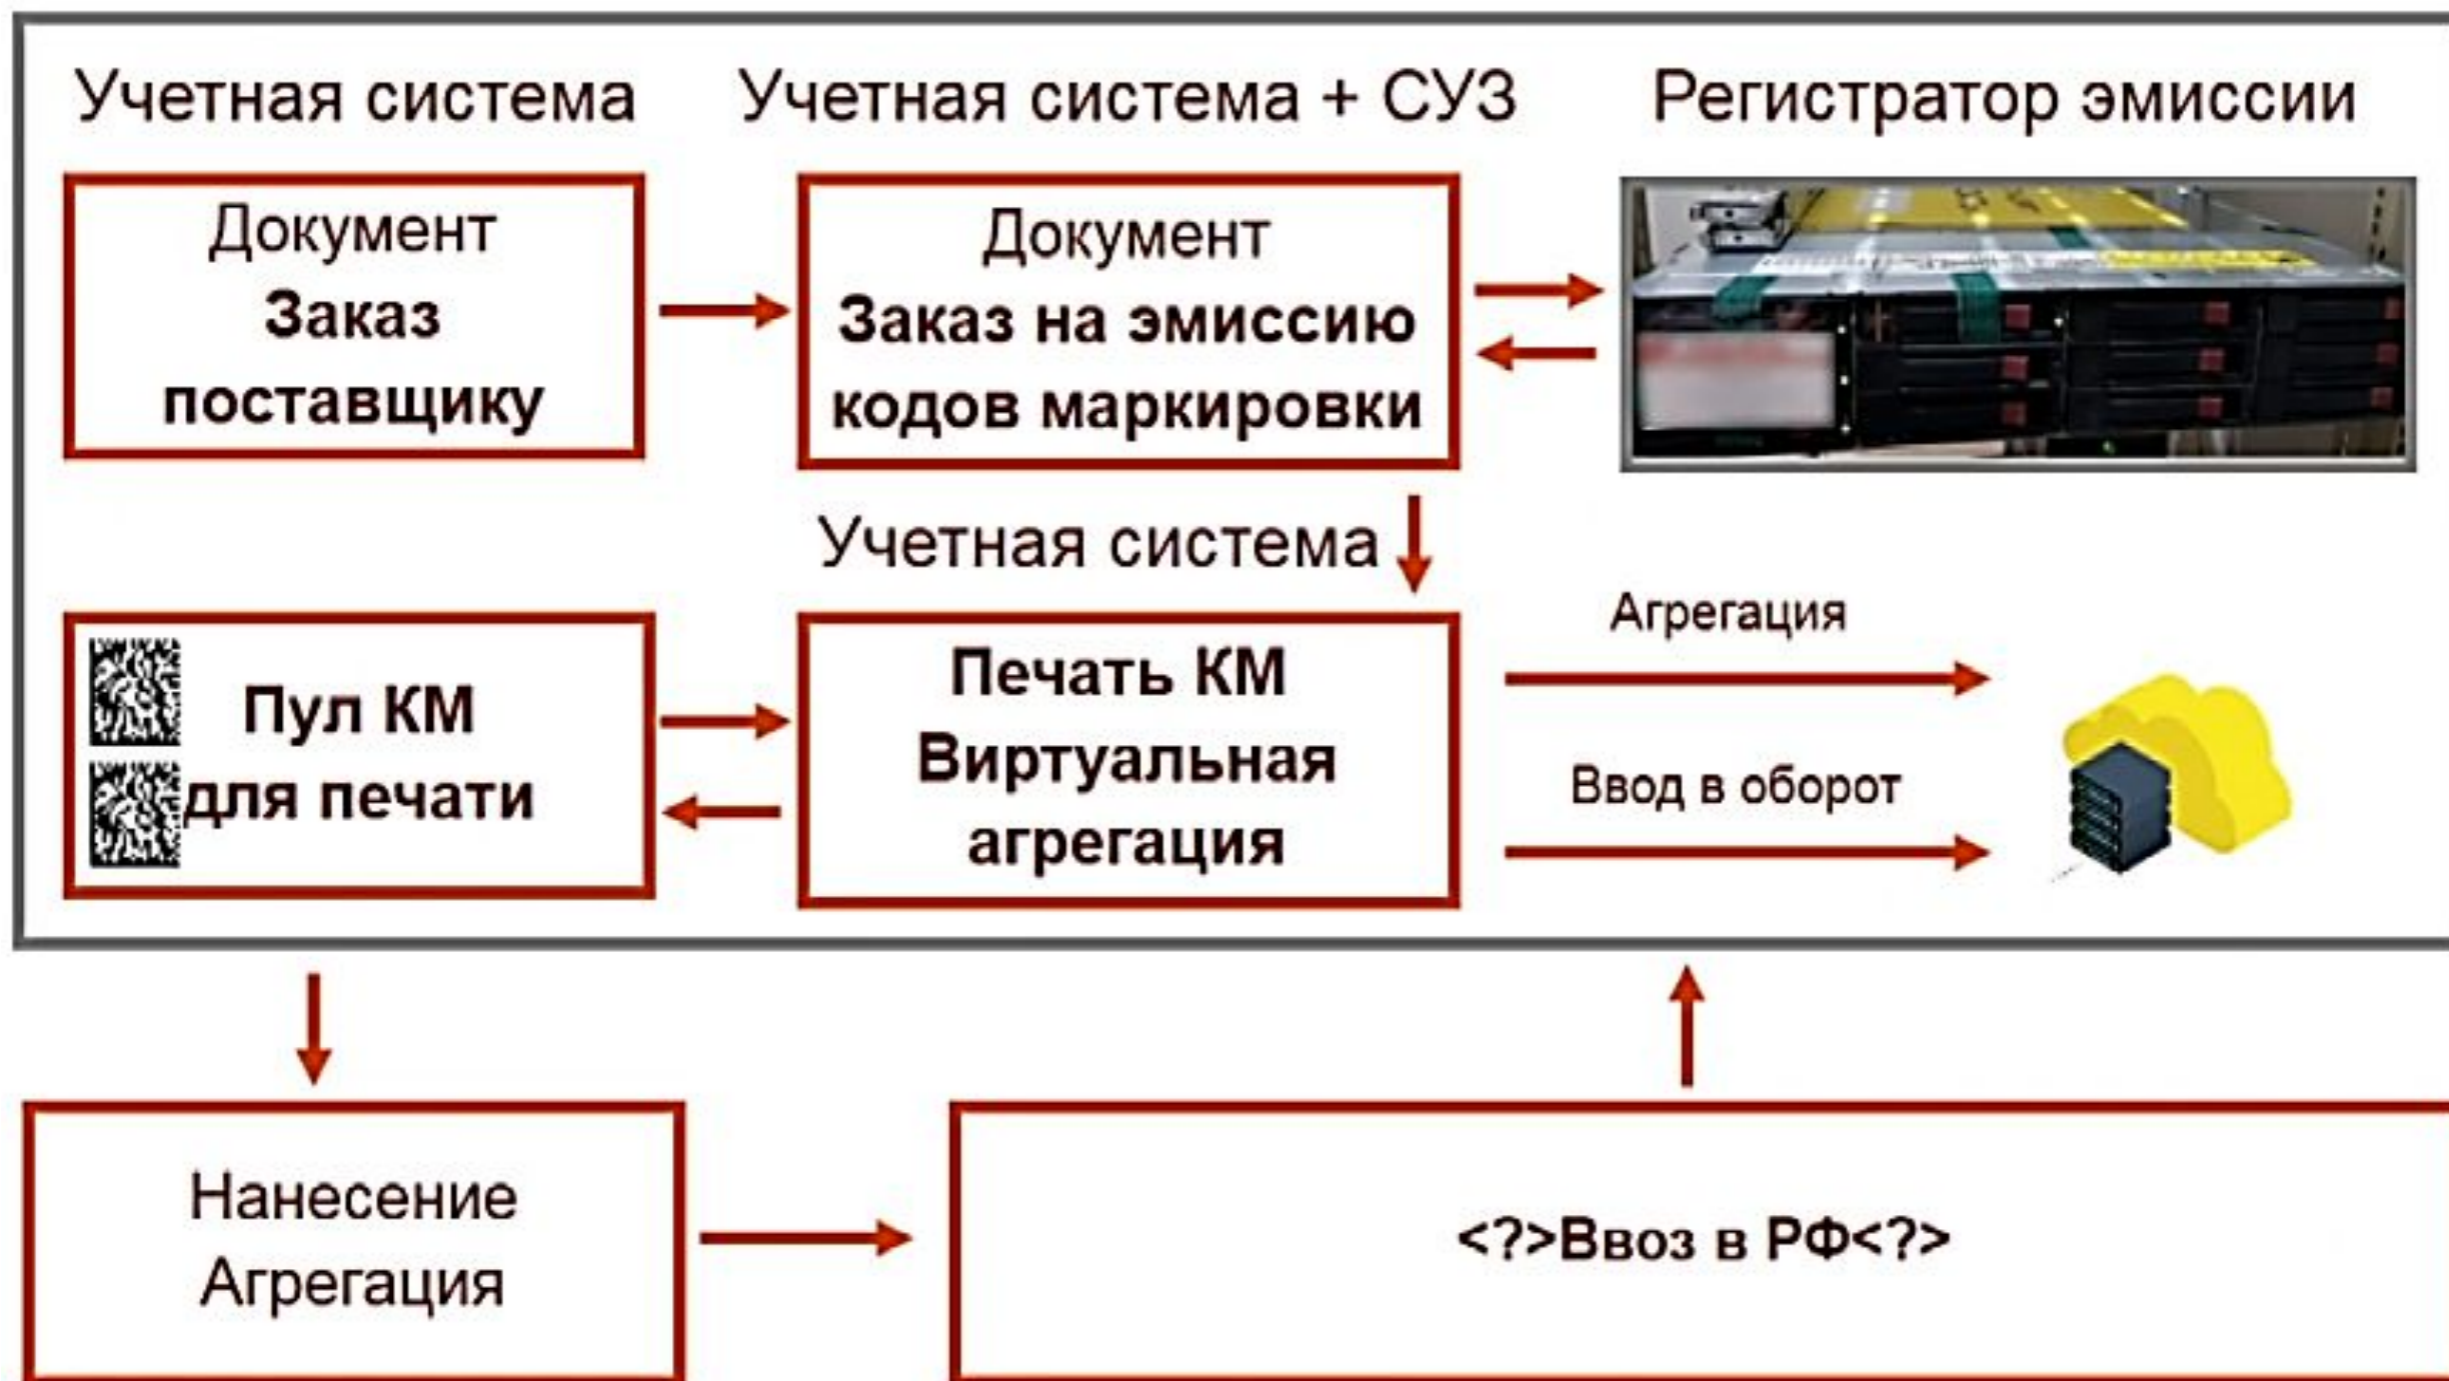 Учетная система
Учетная система + СУЗ
Регистратор эмиссии
Документ
Заказ
поставщику
Документ
Заказ на эмиссию
кодов маркировки
Учетная система
Пул КМ
для печати
Печать КМ
Виртуальная
агрегация
Агрегация
Ввод в оборот
Нанесение
Агрегация
<?>Ввоз в РФ<?>